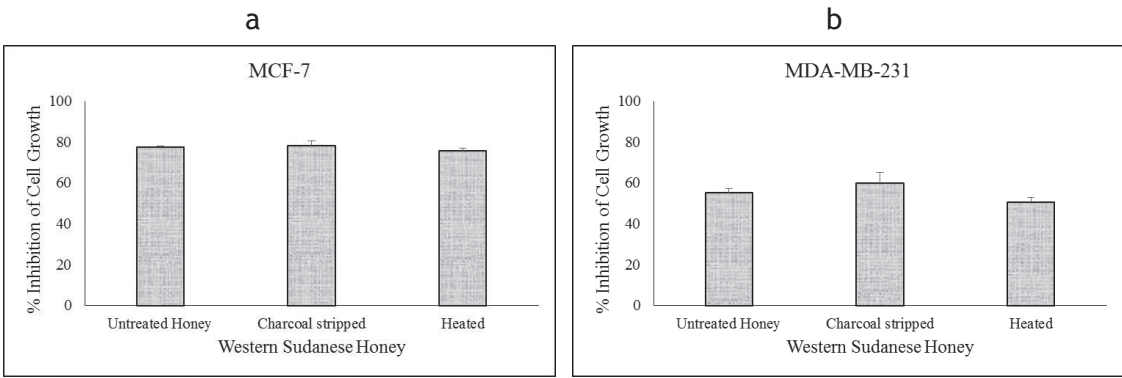 a
MCF-7
% Inhibition of Cell Growth
100
80
60
40
20
0
Untreated Honey Charcoal stripped Heated
Western Sudanese Honey
b
MDA-MB-231
% Inhibition of Cell Growth
100
80
60
40
20
0
Untreated Honey Charcoal stripped Heated
Western Sudanese Honey